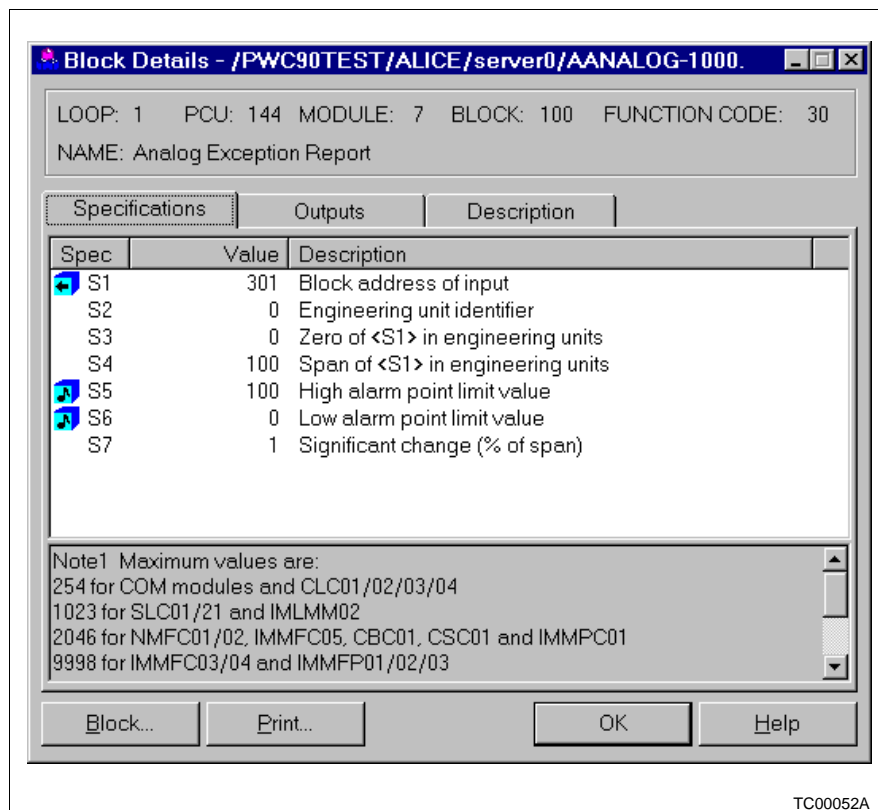 Block Details - /PWC90TEST/ALICE/server0/AANALOG-1000.
LOOP: 1 PCU: 144 MODULE: 7 BLOCK: 100 FUNCTION CODE: 30
NAME: Analog Exception Report
Specifications Outputs Description
Spec Value Description
S1 301 Block address of input
S2 0 Engineering unit identifier
S3 0 Zero of <S1> in engineering units
S4 100 Span of <S1> in engineering units
S5 100 High alarm point limit value
S6 0 Low alarm point limit value
S7 1 Significant change (% of span)
Note1 Maximum values are:
254 for COM modules and CLC01/02/03/04
1023 for SLC01/21 and IMLMM02
2046 for NMFC01/02, IMMFC05, CBC01, CSC01 and IMMPC01
9998 for IMMFC03/04 and IMMFP01/02/03
Block... Print... OK Help
TC00052A